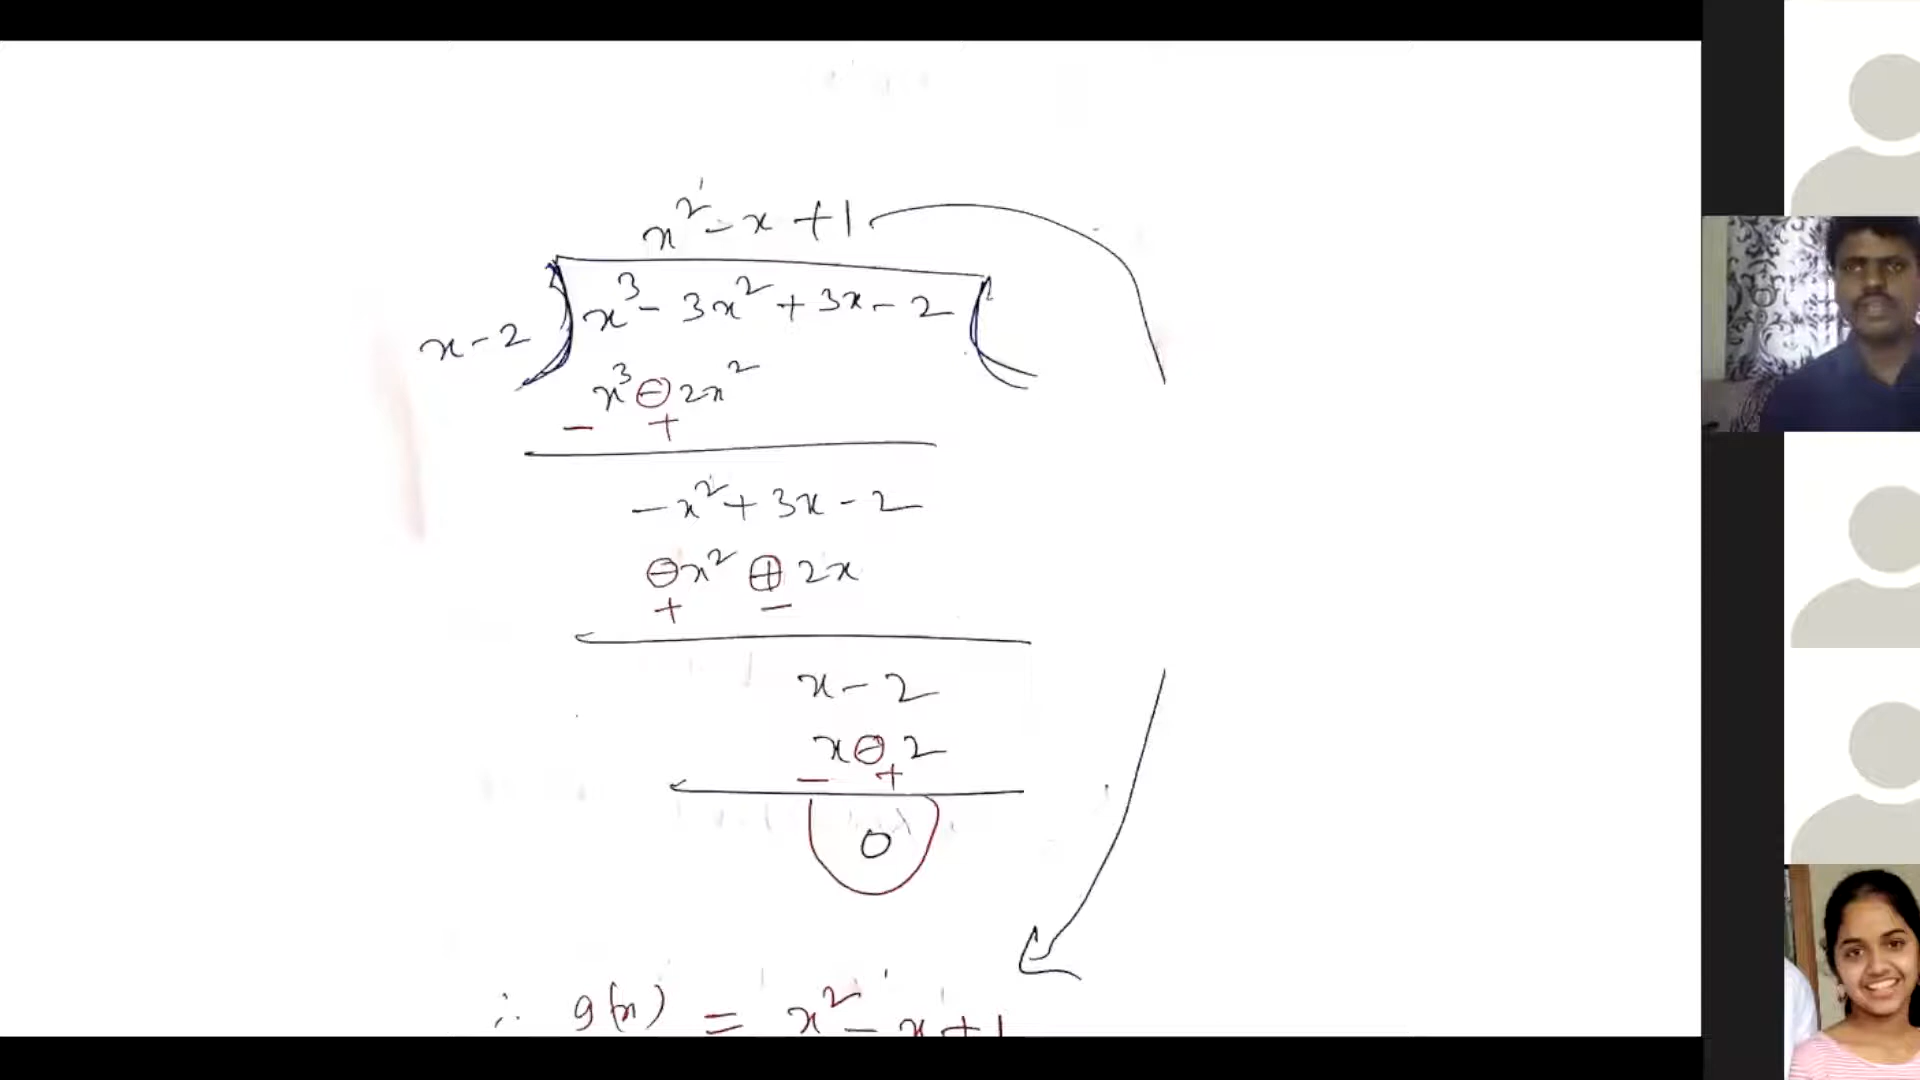 x² - x + 1
x - 2 ) x³ - 3x² + 3x - 2 (
x³ ⊖ 2x²
- +
- x² + 3x - 2
⊖ x² ⊕ 2x
+ -
x - 2
x ⊖ 2
- +
0
∴ g(x) = x² - x + 1